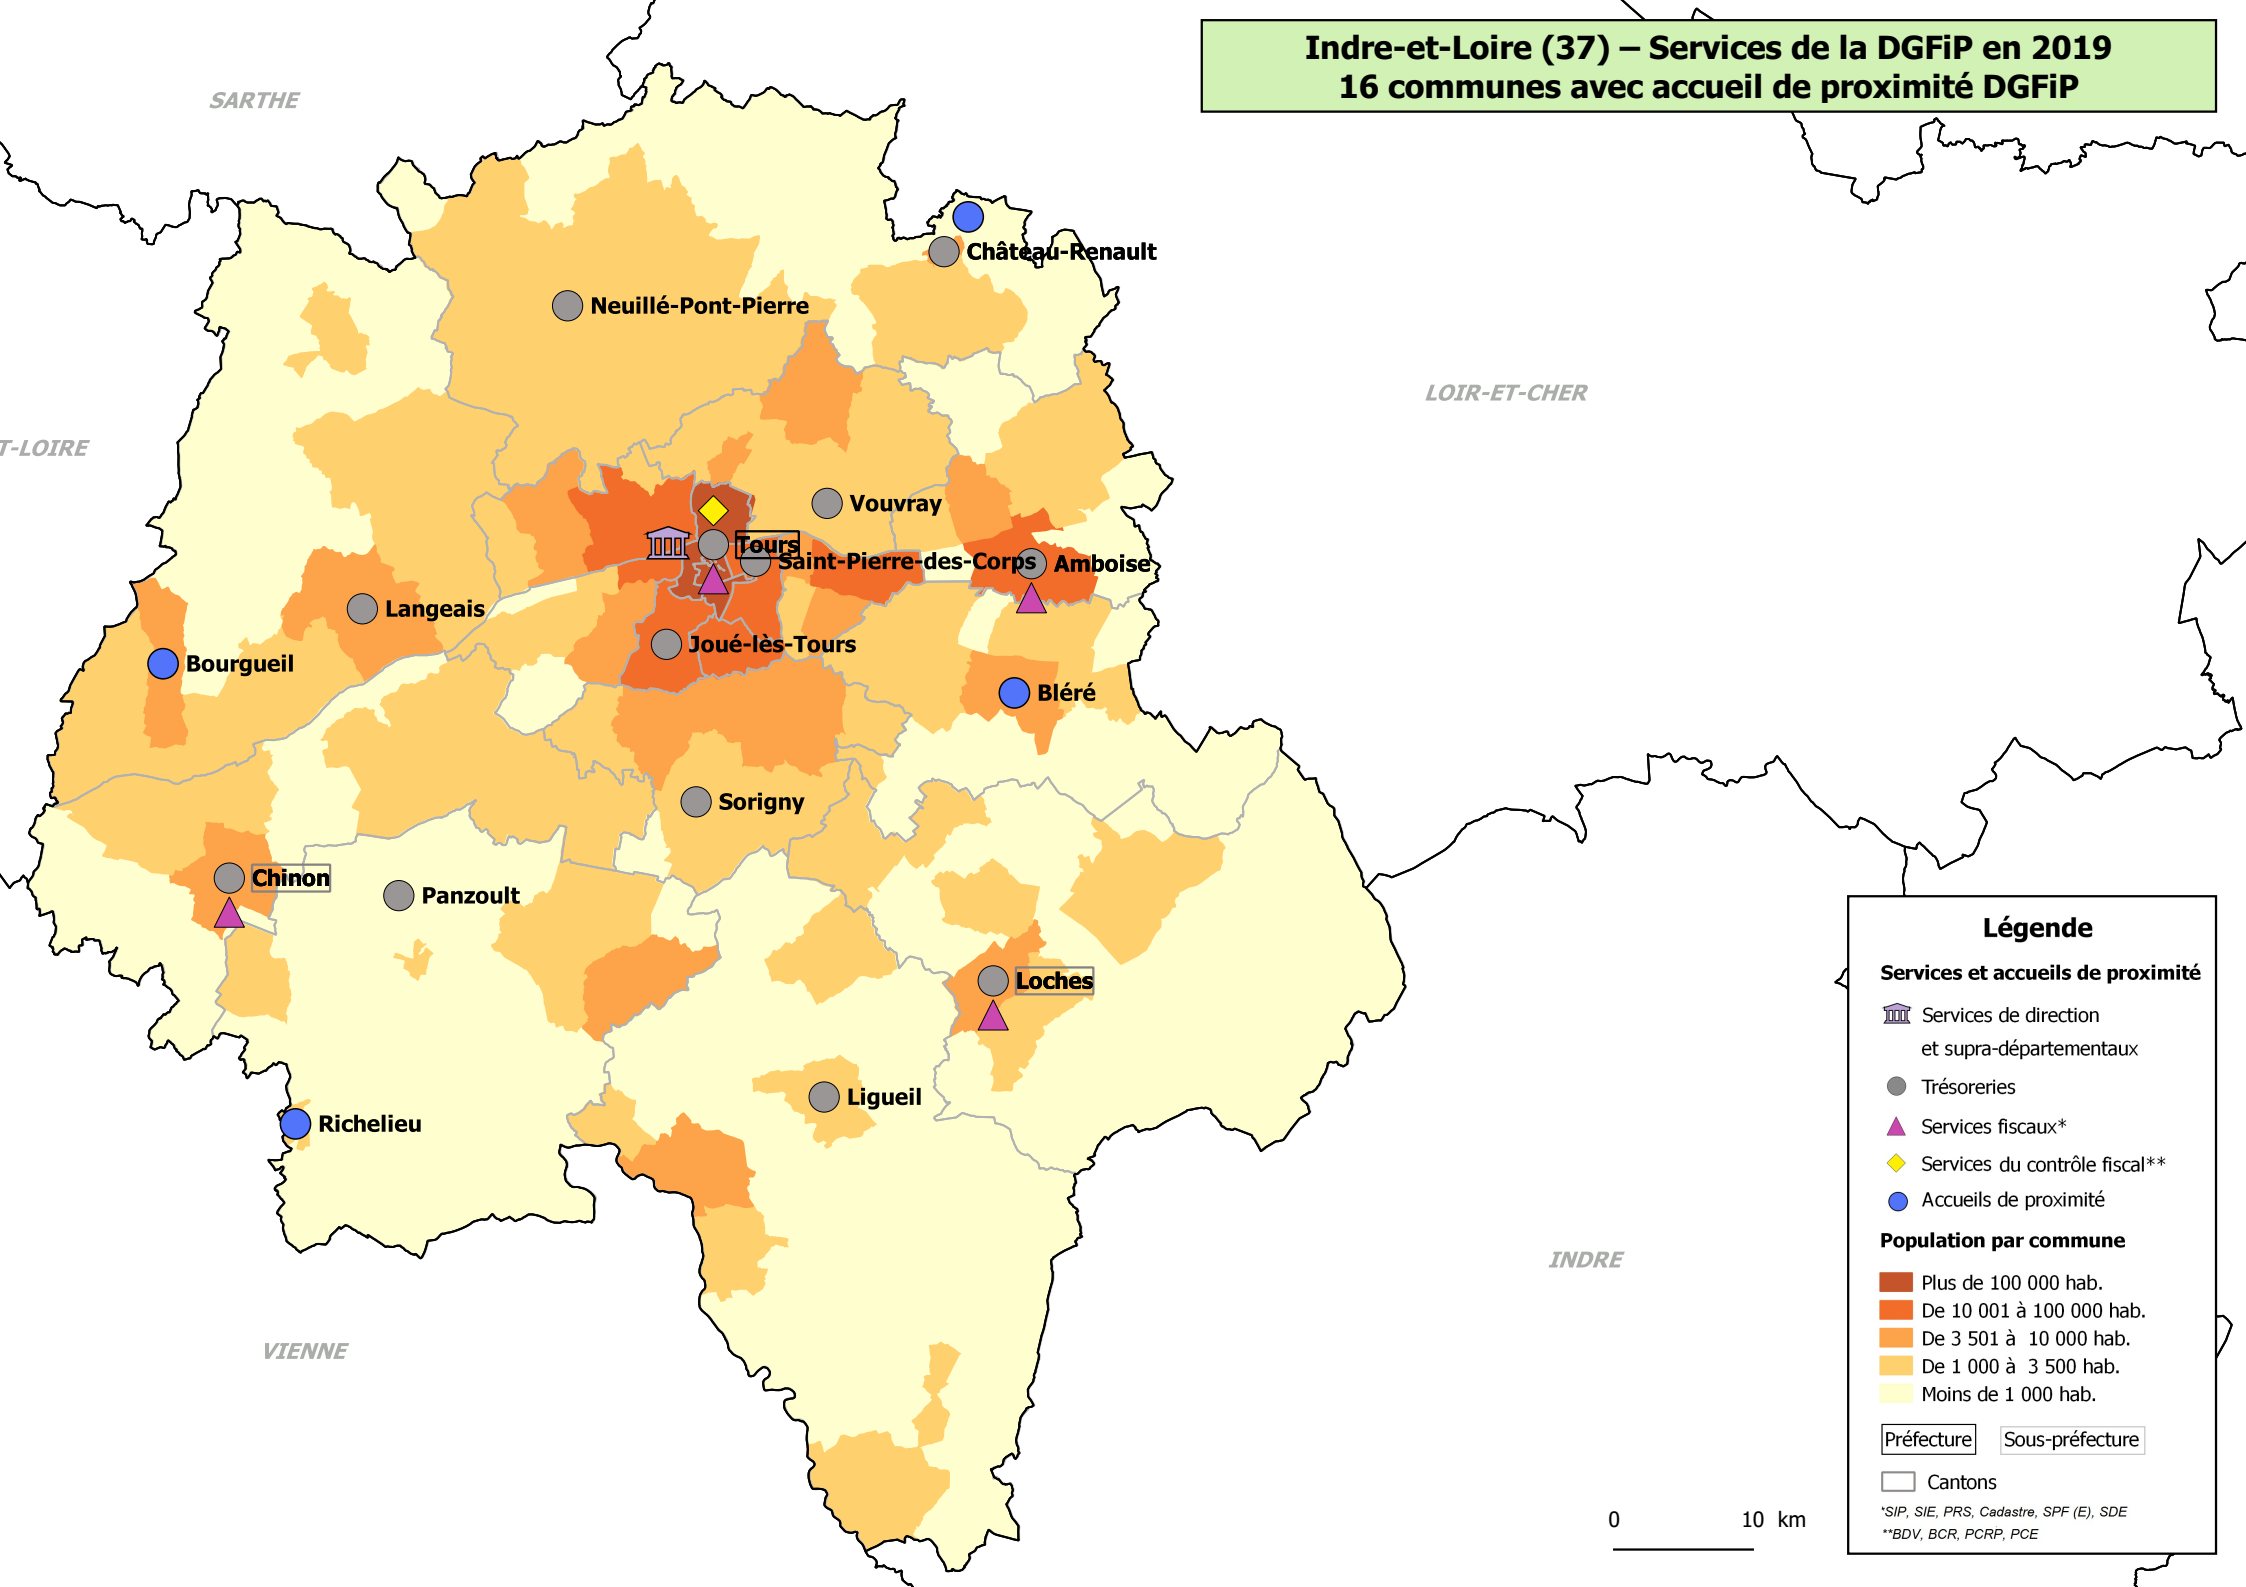 Indre-et-Loire (37) – Services de la DGFiP en 2019
16 communes avec accueil de proximité DGFiP
SARTHE
Château-Renault
Neuillé-Pont-Pierre
LOIR-ET-CHER
T-LOIRE
Vouvray
Tours
Saint-Pierre-des-Corps
Amboise
Langeais
Joué-lès-Tours
Bourgueil
Bléré
Sorigny
Chinon
Panzoult
Loches
Ligueil
Richelieu
INDRE
VIENNE
Légende
Services et accueils de proximité
Services de direction
et supra-départementaux
Trésoreries
Services fiscaux*
Services du contrôle fiscal**
Accueils de proximité
Population par commune
Plus de 100 000 hab.
De 10 001 à 100 000 hab.
De 3 501 à 10 000 hab.
De 1 000 à 3 500 hab.
Moins de 1 000 hab.
Préfecture Sous-préfecture
Cantons
*SIP, SIE, PRS, Cadastre, SPF (E), SDE
**BDV, BCR, PCRP, PCE
0 10 km